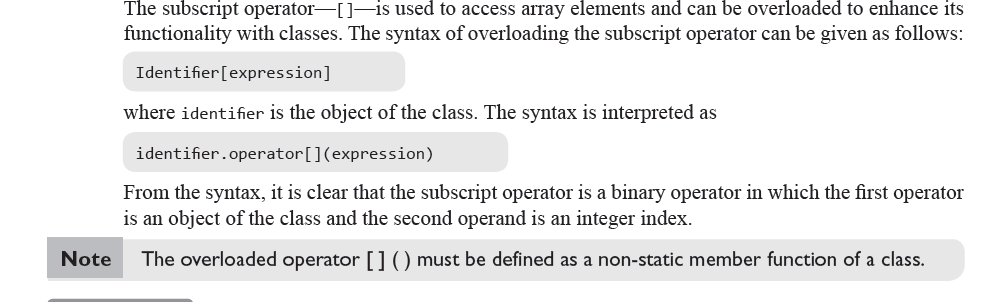 The subscript operator—[]—is used to access array elements and can be overloaded to enhance its
functionality with classes. The syntax of overloading the subscript operator can be given as follows:
Identifier[expression]
where identifier is the object of the class. The syntax is interpreted as
identifier.operator[](expression)
From the syntax, it is clear that the subscript operator is a binary operator in which the first operator
is an object of the class and the second operand is an integer index.
Note The overloaded operator [ ] ( ) must be defined as a non-static member function of a class.